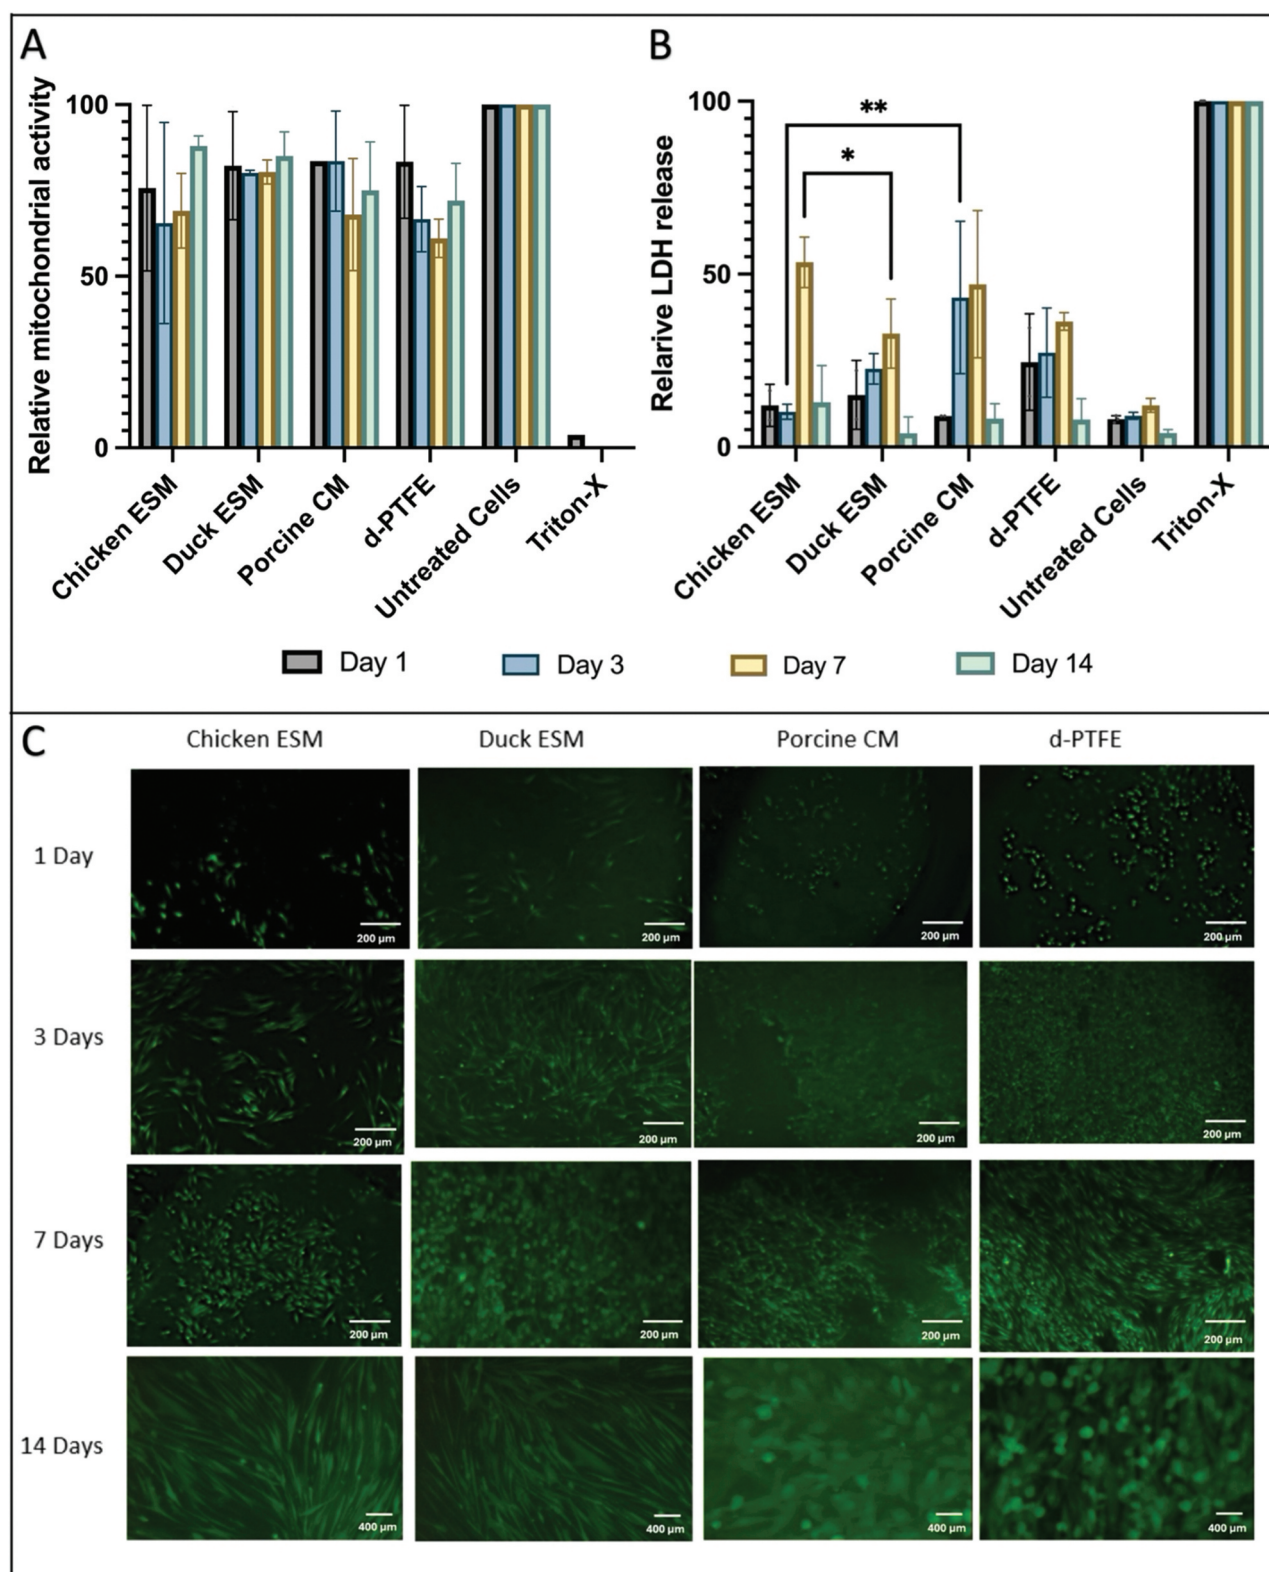 A
Relative mitochondrial activity
100
50
0
Chicken ESM
Duck ESM
Porcine CM
d-PTFE
Untreated Cells
Triton-X
B
Relarive LDH release
100
50
0
**
*
Chicken ESM
Duck ESM
Porcine CM
d-PTFE
Untreated Cells
Triton-X
Day 1 Day 3 Day 7 Day 14
C
Chicken ESM Duck ESM Porcine CM d-PTFE
1 Day
200 µm 200 µm 200 µm 200 µm
3 Days
200 µm 200 µm 200 µm 200 µm
7 Days
200 µm 200 µm 200 µm 200 µm
14 Days
400 µm 400 µm 400 µm 400 µm